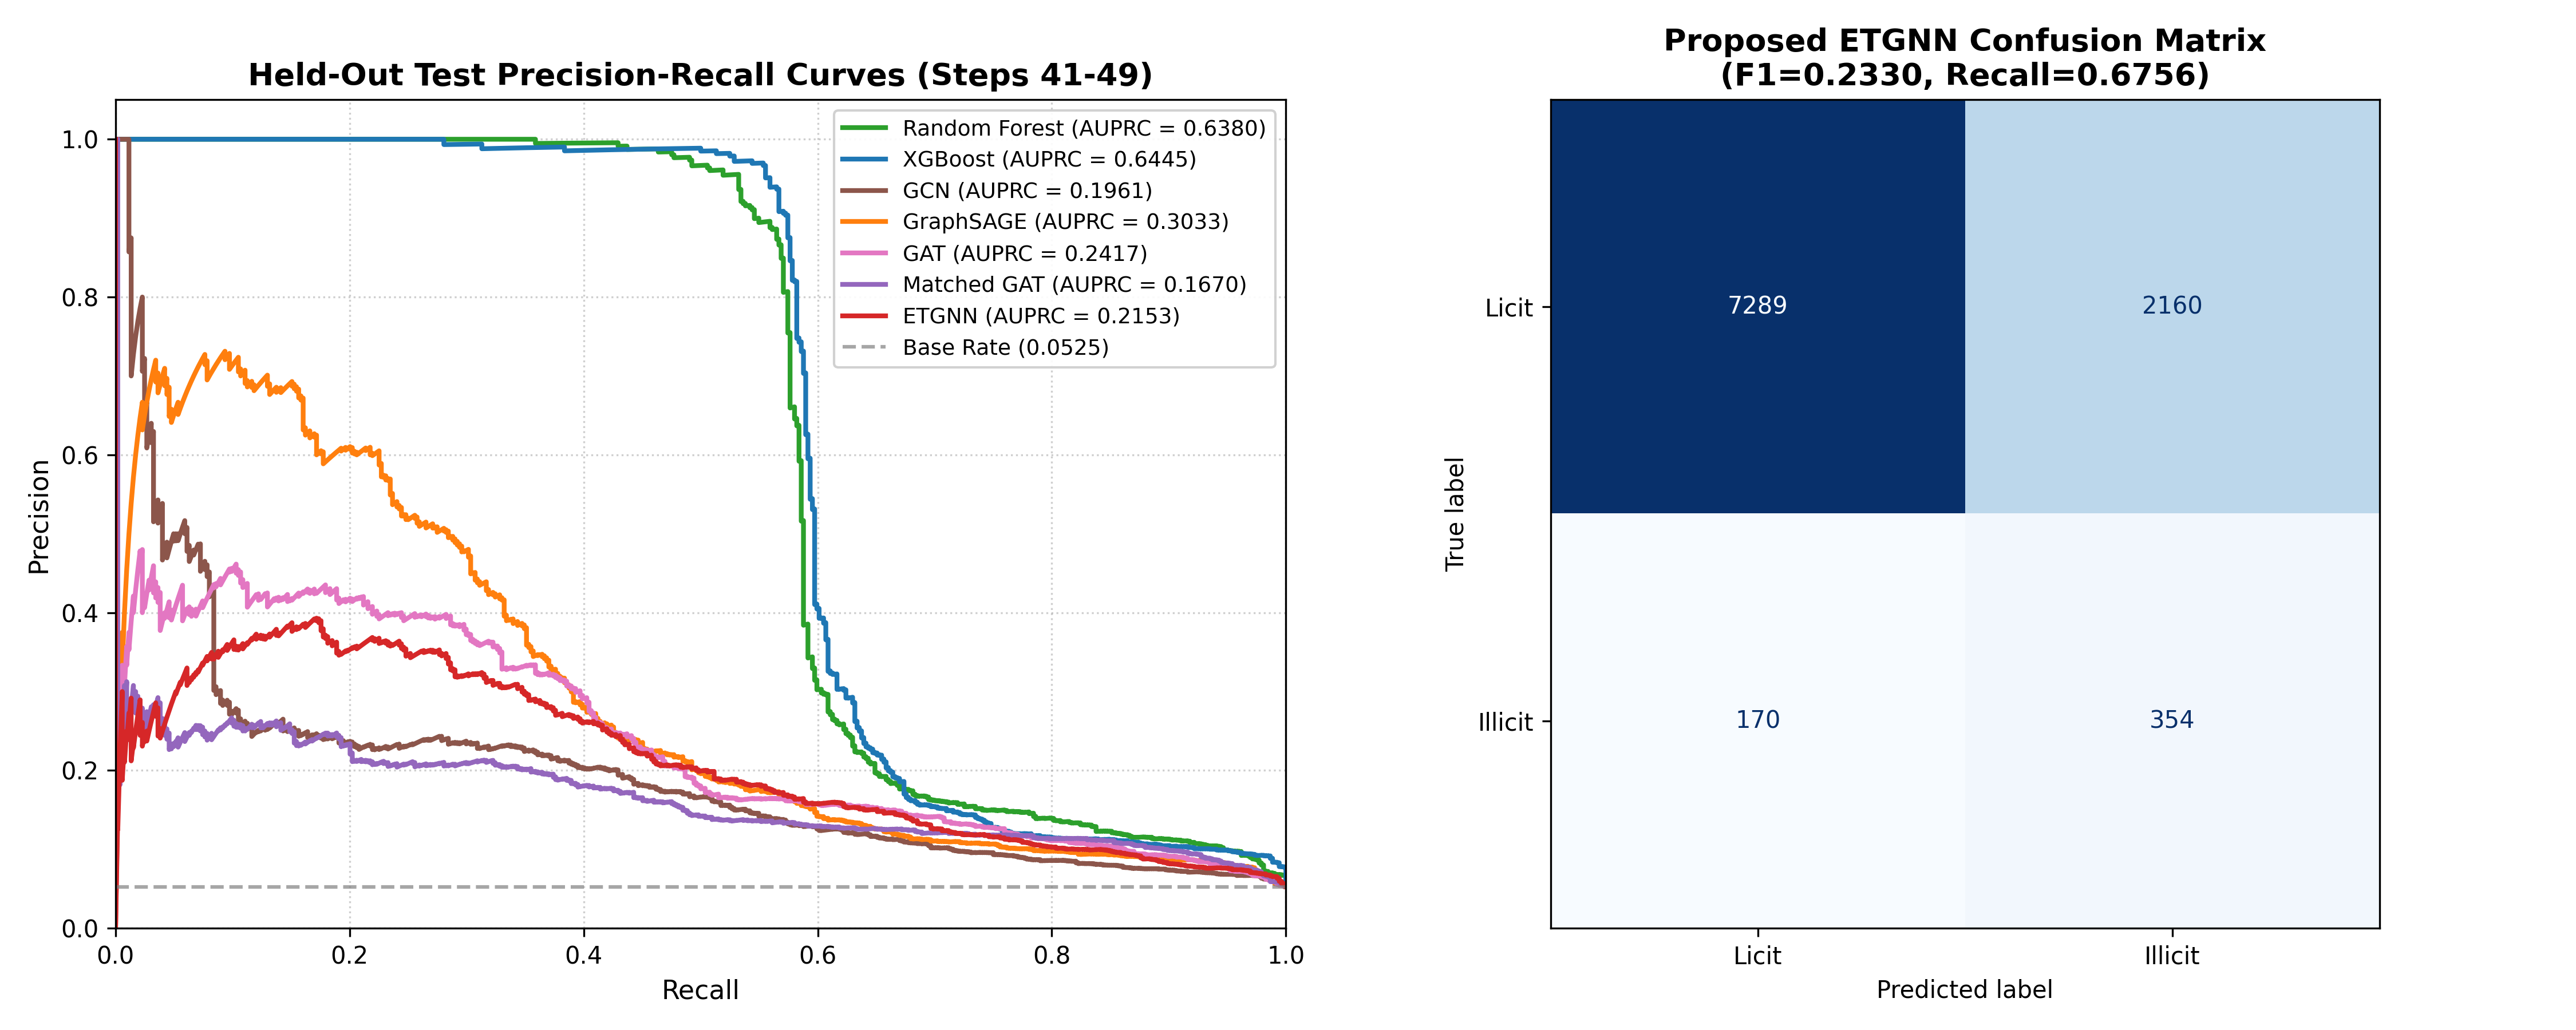 Held-Out Test Precision-Recall Curves (Steps 41-49)
Precision
1.0
0.8
0.6
0.4
0.2
0.0
0.0 0.2 0.4 0.6 0.8 1.0
Recall
Random Forest (AUPRC = 0.6380)
XGBoost (AUPRC = 0.6445)
GCN (AUPRC = 0.1961)
GraphSAGE (AUPRC = 0.3033)
GAT (AUPRC = 0.2417)
Matched GAT (AUPRC = 0.1670)
ETGNN (AUPRC = 0.2153)
Base Rate (0.0525)
Proposed ETGNN Confusion Matrix
(F1=0.2330, Recall=0.6756)
True label
Licit 7289 2160
Illicit 170 354
Licit Illicit
Predicted label